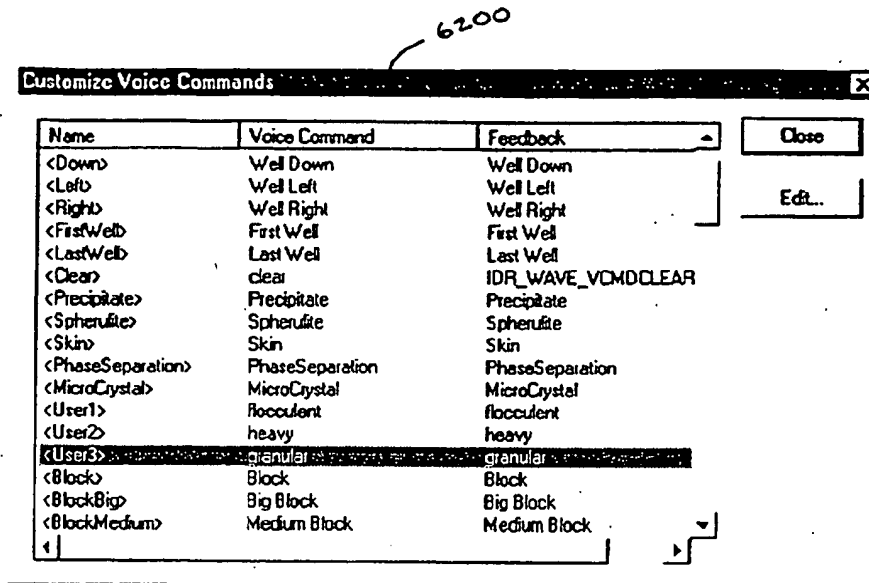 6200
Customize Voice Commands
Name Voice Command Feedback Close
<Down> Well Down Well Down
<Left> Well Left Well Left Edit...
<Right> Well Right Well Right
<FirstWell> First Well First Well
<LastWell> Last Well Last Well
<Clear> clear IDR_WAVE_VCMDCLEAR
<Precipitate> Precipitate Precipitate
<Spherulite> Spherulite Spherulite
<Skin> Skin Skin
<PhaseSeparation> PhaseSeparation PhaseSeparation
<MicroCrystal> MicroCrystal MicroCrystal
<User1> flocculent flocculent
<User2> heavy heavy
<User3> granular granular
<Block> Block Block
<BlockBig> Big Block Big Block
<BlockMedium> Medium Block Medium Block